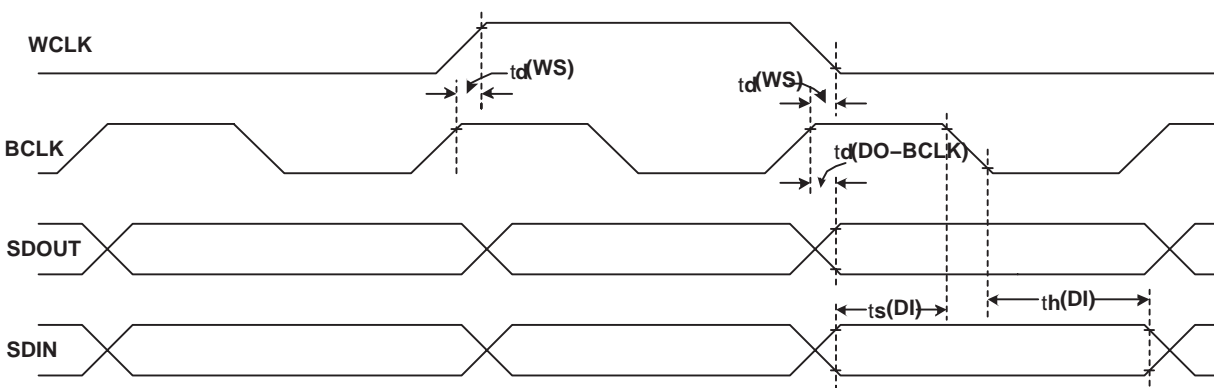 WCLK
td(WS)
td(WS)
BCLK
td(DO−BCLK)
SDOUT
ts(DI)
th(DI)
SDIN